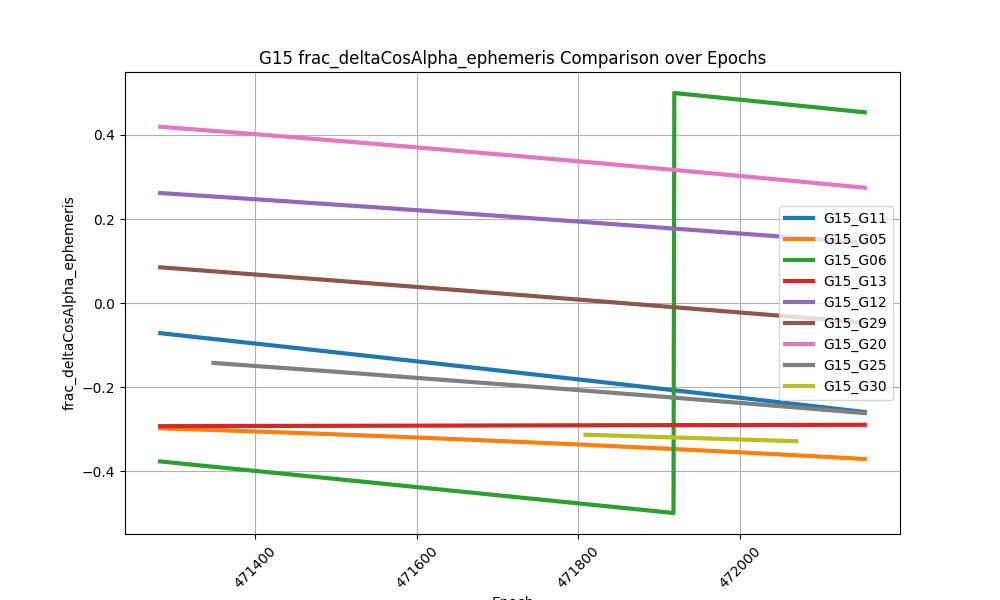 G15 frac_deltaCosAlpha_ephemeris Comparison over Epochs
frac_deltaCosAlpha_ephemeris
0.4
0.2
0.0
−0.2
−0.4
G15_G11
G15_G05
G15_G06
G15_G13
G15_G12
G15_G29
G15_G20
G15_G25
G15_G30
471400
471600
471800
472000
Epoch